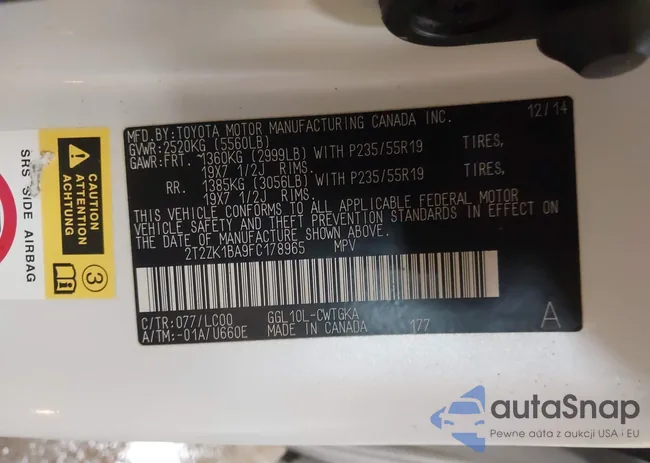 MFD.BY:TOYOTA MOTOR MANUFACTURING CANADA INC. 12/14
GVWR:2520KG (5560LB)
GAWR:FRT. 1360KG (2999LB) WITH P235/55R19 TIRES,
19X7 1/2J RIMS.
RR. 1385KG (3056LB) WITH P235/55R19 TIRES,
19X7 1/2J RIMS.
THIS VEHICLE CONFORMS TO ALL APPLICABLE FEDERAL MOTOR
VEHICLE SAFETY AND THEFT PREVENTION STANDARDS IN EFFECT ON
THE DATE OF MANUFACTURE SHOWN ABOVE.
2T2ZK1BA9FC178965 MPV
C/TR:077/LC00 GGL10L-CWTGKA
A/TM:-01A/U660E MADE IN CANADA 177 A
SRS SIDE AIRBAG
CAUTION
ATTENTION
ACHTUNG
3
autaSnap
Pewne auta z aukcji USA i EU